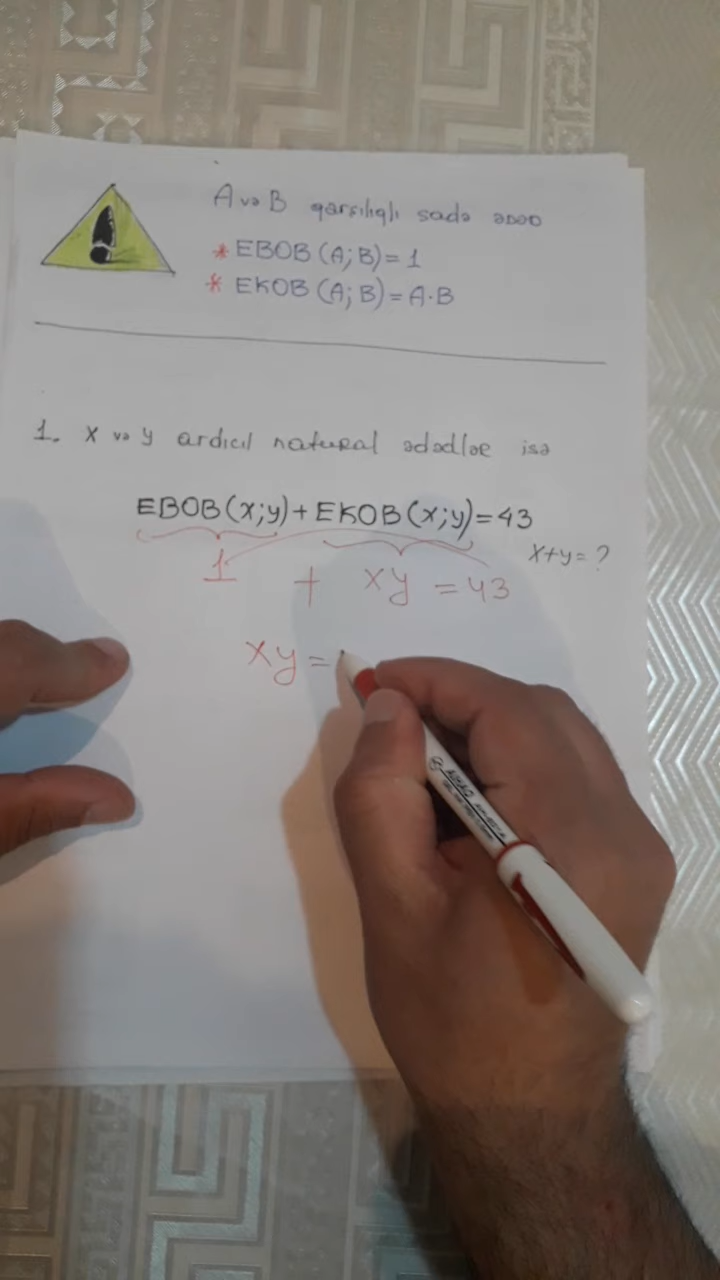 A və B qarşılıqlı sadə ədəd
* EBOB (A; B) = 1
* EKOB (A; B) = A·B
1. x və y ardıcıl natural ədədlər isə
EBOB(x;y)+EKOB(x;y)=43
x+y=?
1 + xy = 43
xy =